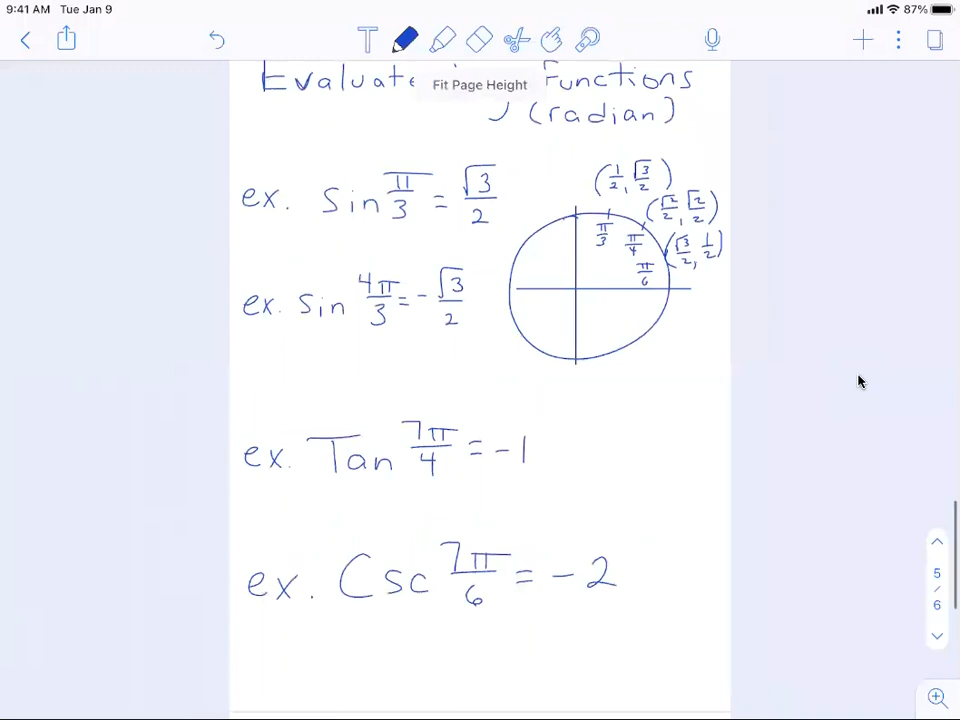 9:41 AM Tue Jan 9
87%
T
Evaluate Functions
Fit Page Height
(radian)
ex. Sin π/3 = √3/2
(1/2, √3/2)
(√2/2, √2/2)
(√3/2, 1/2)
π/3
π/4
π/6
ex. Sin 4π/3 = -√3/2
ex. Tan 7π/4 = -1
ex. Csc 7π/6 = -2
5
/
6